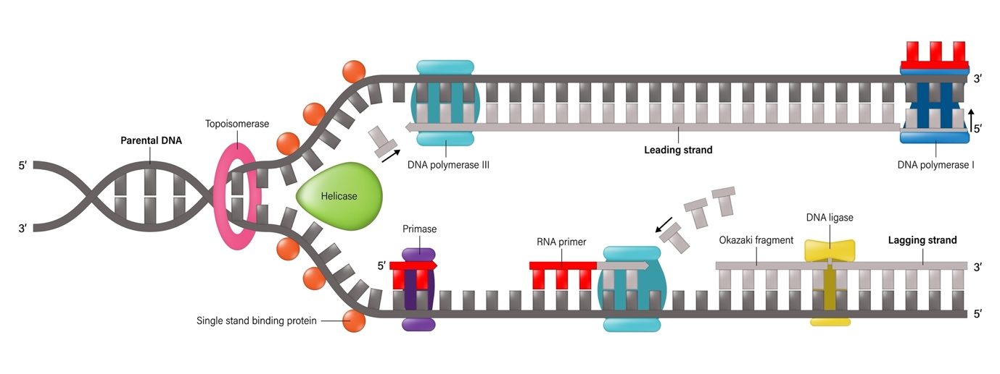 3'
Topoisomerase
Parental DNA
5'
5'
DNA polymerase III
Leading strand
DNA polymerase I
Helicase
3'
Primase
RNA primer
DNA ligase
Okazaki fragment
Lagging strand
5'
3'
Single stand binding protein
5'